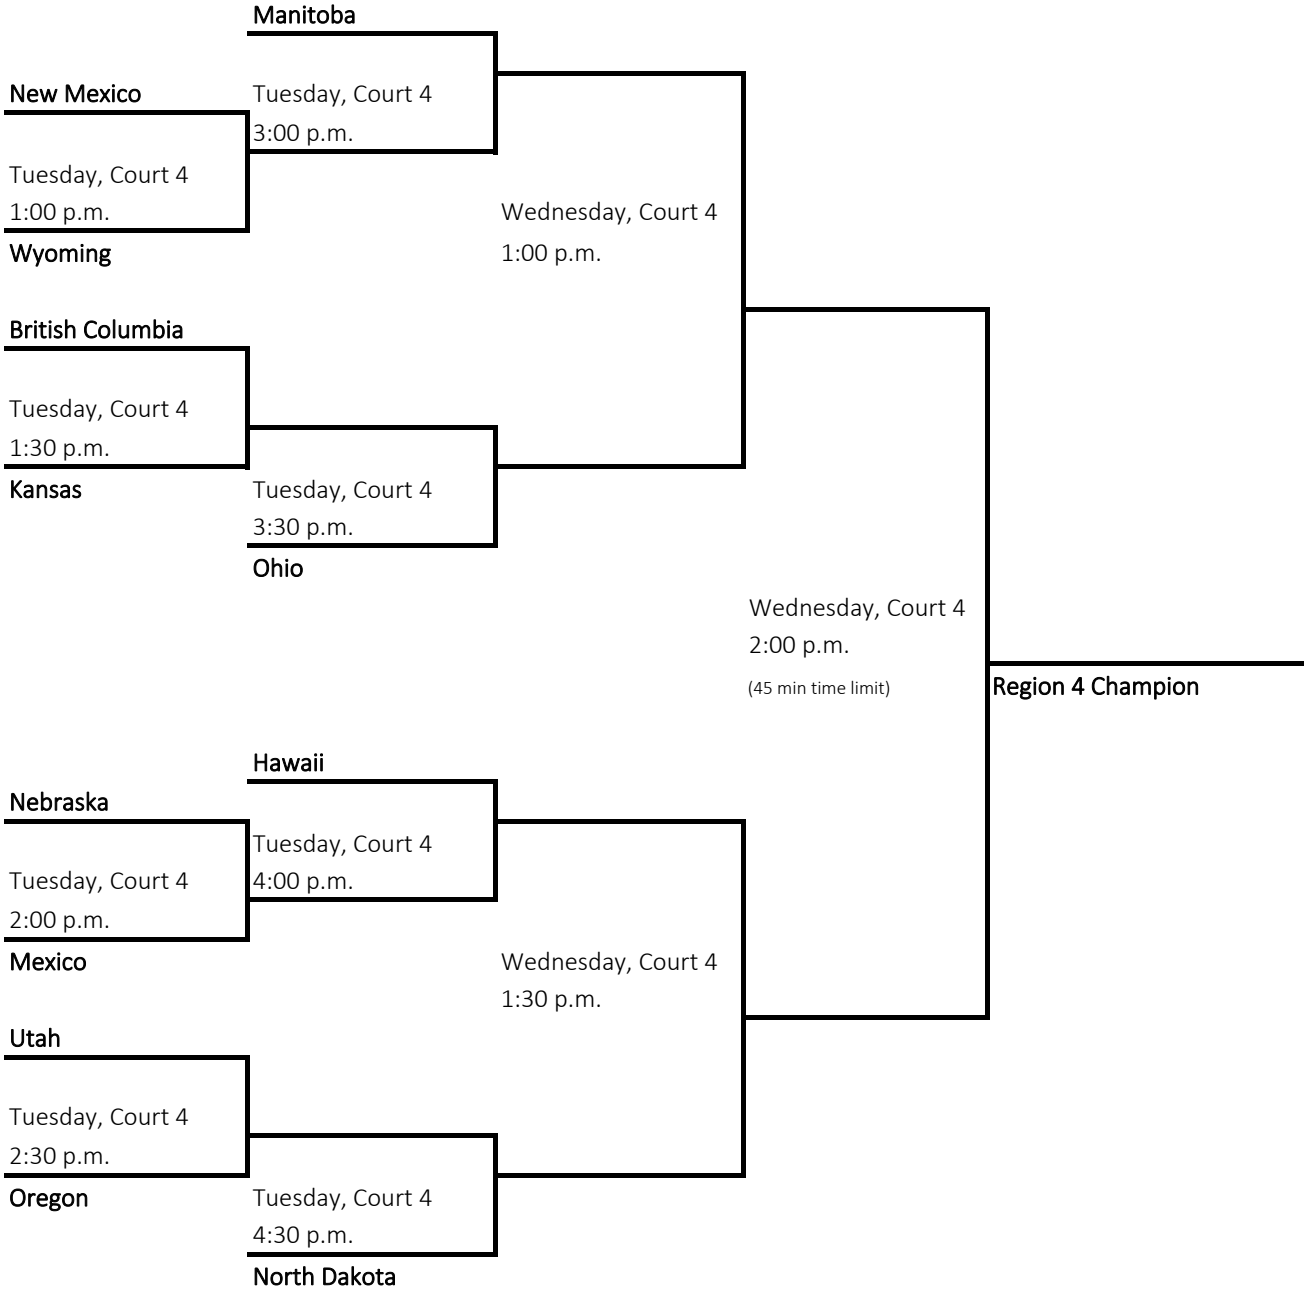 Manitoba
New Mexico
Tuesday, Court 4
3:00 p.m.
Tuesday, Court 4
1:00 p.m.
Wyoming
Wednesday, Court 4
1:00 p.m.
British Columbia
Tuesday, Court 4
1:30 p.m.
Kansas
Tuesday, Court 4
3:30 p.m.
Ohio
Wednesday, Court 4
2:00 p.m.
(45 min time limit)
Region 4 Champion
Hawaii
Nebraska
Tuesday, Court 4
4:00 p.m.
Tuesday, Court 4
2:00 p.m.
Mexico
Wednesday, Court 4
1:30 p.m.
Utah
Tuesday, Court 4
2:30 p.m.
Oregon
Tuesday, Court 4
4:30 p.m.
North Dakota